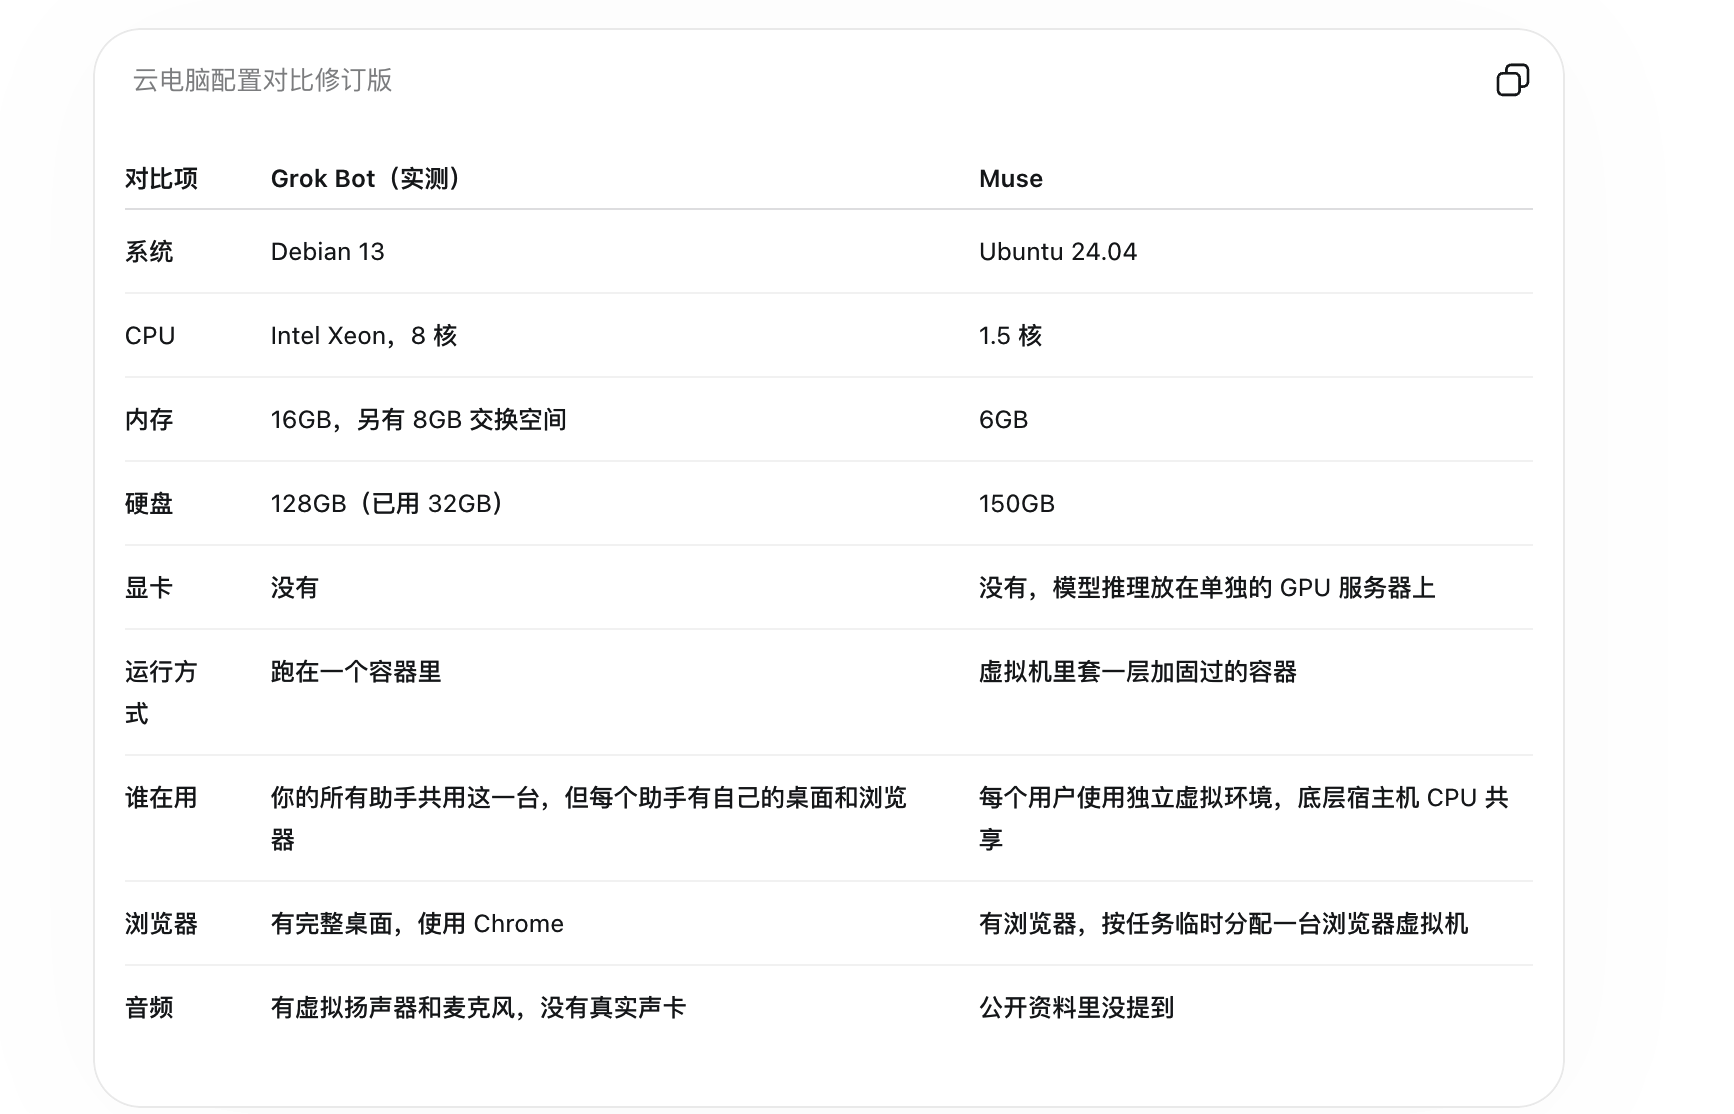 云电脑配置对比修订版
对比项 Grok Bot（实测） Muse
系统 Debian 13 Ubuntu 24.04
CPU Intel Xeon，8 核 1.5 核
内存 16GB，另有 8GB 交换空间 6GB
硬盘 128GB（已用 32GB） 150GB
显卡 没有 没有，模型推理放在单独的 GPU 服务器上
运行方 跑在一个容器里 虚拟机里套一层加固过的容器
式
谁在用 你的所有助手共用这一台，但每个助手有自己的桌面和浏览 每个用户使用独立虚拟环境，底层宿主机 CPU 共
器 享
浏览器 有完整桌面，使用 Chrome 有浏览器，按任务临时分配一台浏览器虚拟机
音频 有虚拟扬声器和麦克风，没有真实声卡 公开资料里没提到